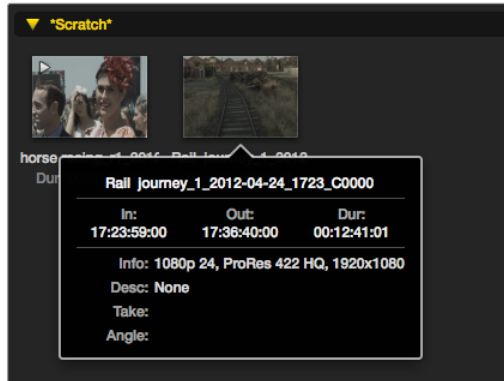 *Scratch*
horse
Rail journey_1_2012-04-24_1723_C0000
In: Out: Dur:
17:23:59:00 17:36:40:00 00:12:41:01
Info: 1080p 24, ProRes 422 HQ, 1920x1080
Desc: None
Take:
Angle: